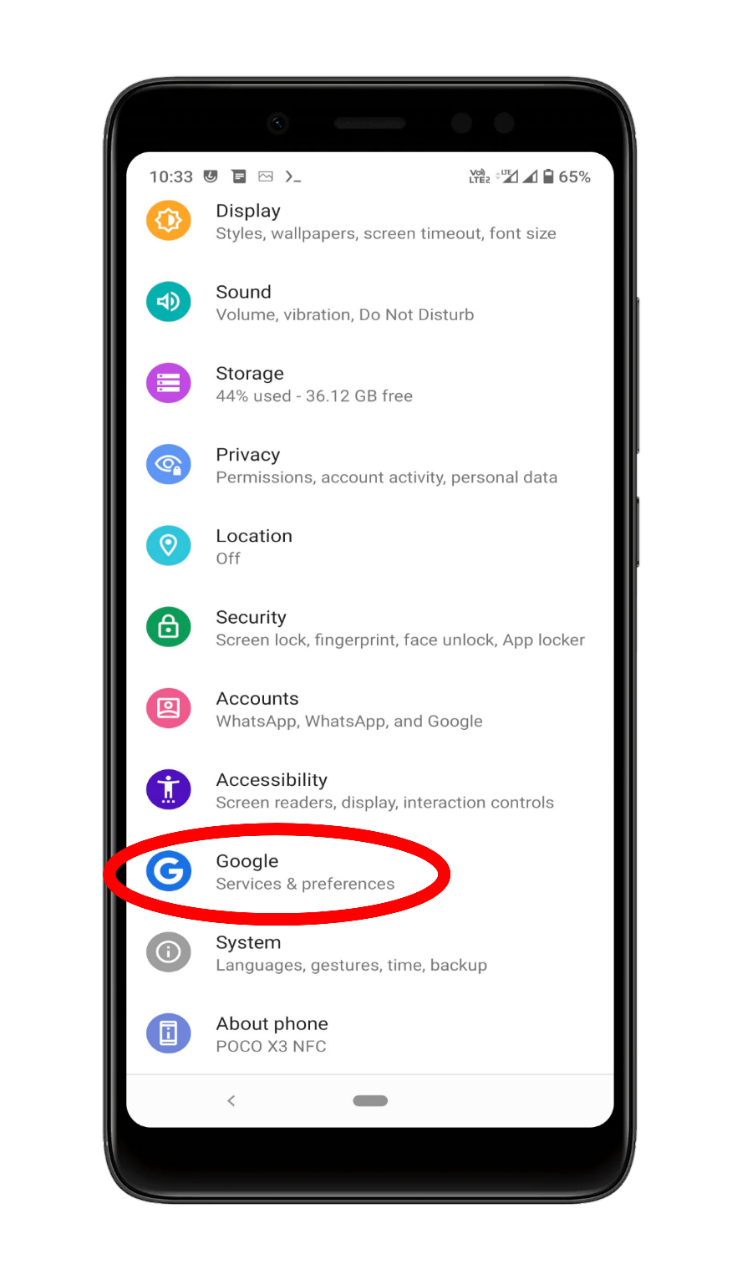 10:33
Vo)) LTE2 LTE 65%
Display
Styles, wallpapers, screen timeout, font size
Sound
Volume, vibration, Do Not Disturb
Storage
44% used - 36.12 GB free
Privacy
Permissions, account activity, personal data
Location
Off
Security
Screen lock, fingerprint, face unlock, App locker
Accounts
WhatsApp, WhatsApp, and Google
Accessibility
Screen readers, display, interaction controls
G
Google
Services & preferences
System
Languages, gestures, time, backup
About phone
POCO X3 NFC